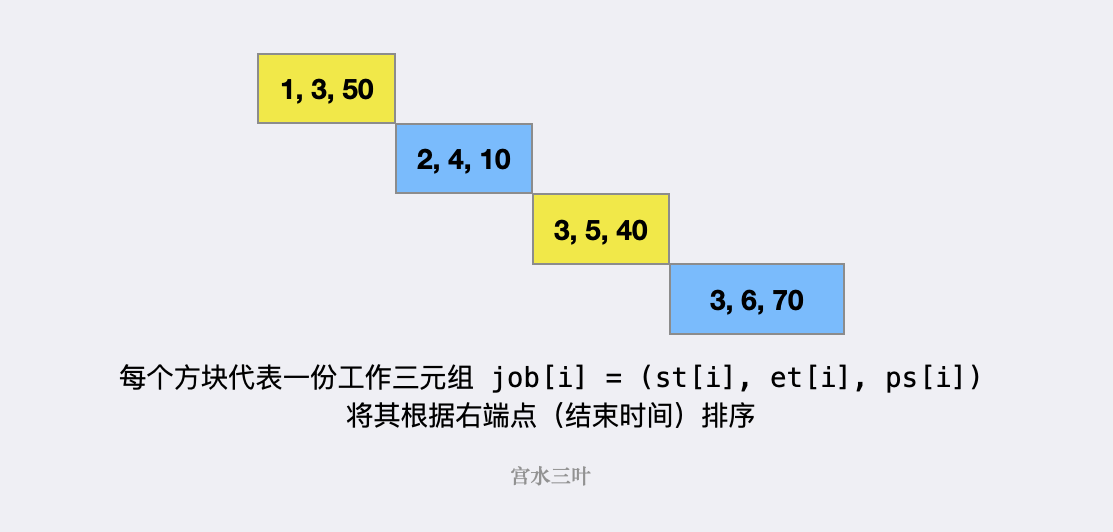 1, 3, 50
2, 4, 10
3, 5, 40
3, 6, 70
每个方块代表一份工作三元组 job[i] = (st[i], et[i], ps[i])
将其根据右端点（结束时间）排序
宫水三叶